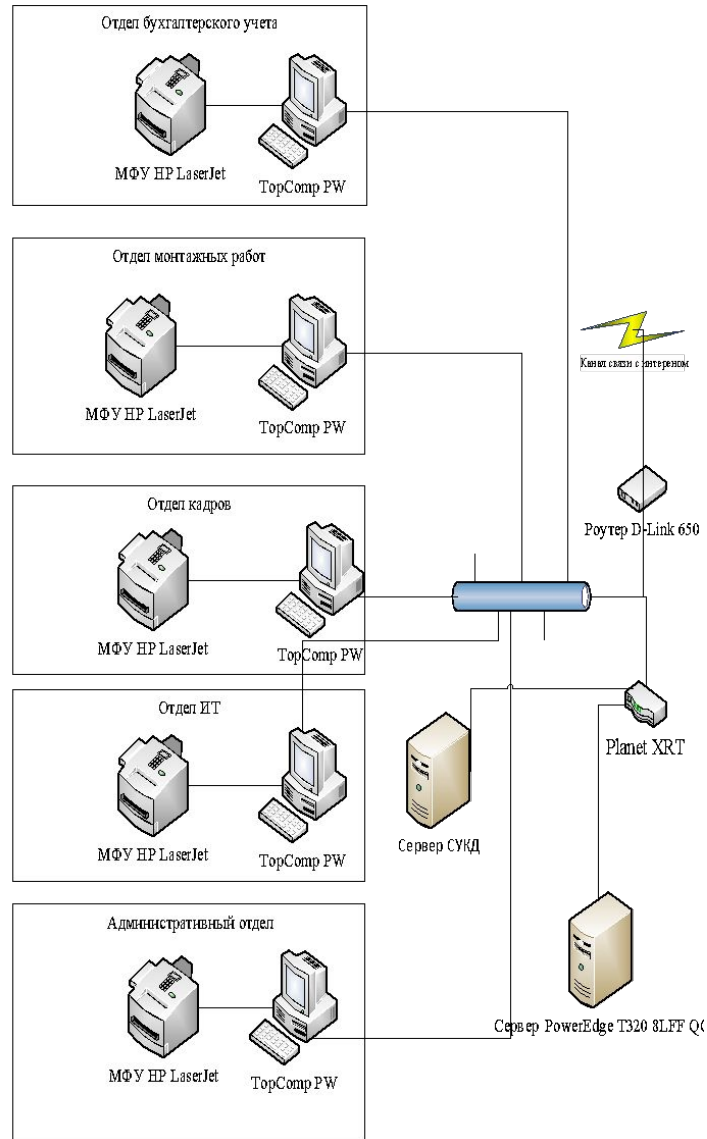 Отдел бухгалтерского учета
МФУ HP LaserJet
TopComp PW
Отдел монтажных работ
МФУ HP LaserJet
TopComp PW
Канал связи с интереном
Роутер D-Link 650
Отдел кадров
МФУ HP LaserJet
TopComp PW
Отдел ИТ
МФУ HP LaserJet
TopComp PW
Planet XRT
Сервер СУКД
Административный отдел
МФУ HP LaserJet
TopComp PW
Сервер PowerEdge T320 8LFF